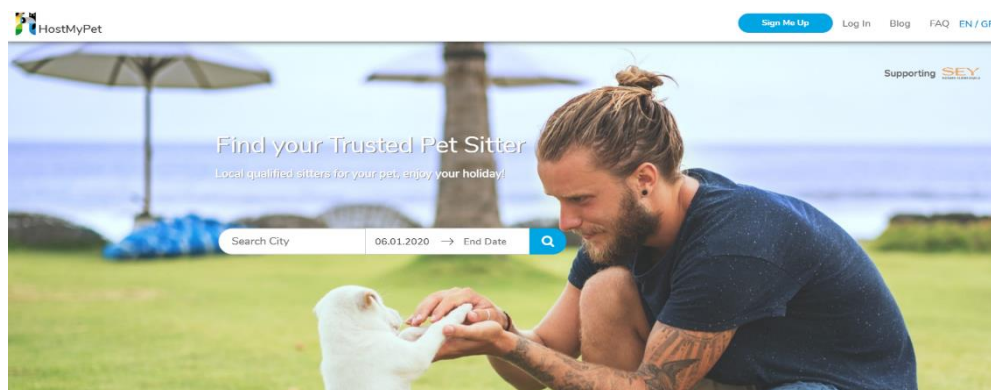 HostMyPet
Sign Me Up
Log In
Blog
FAQ
EN / GR
Supporting SEY
Find your Trusted Pet Sitter
Local qualified sitters for your pet, enjoy your holiday!
Search City
06.01.2020 → End Date